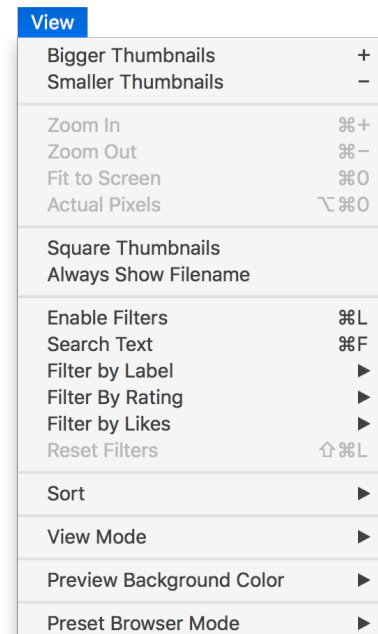 View
Bigger Thumbnails +
Smaller Thumbnails −
Zoom In ⌘+
Zoom Out ⌘−
Fit to Screen ⌘0
Actual Pixels ⌥⌘0
Square Thumbnails
Always Show Filename
Enable Filters ⌘L
Search Text ⌘F
Filter by Label ▶
Filter By Rating ▶
Filter by Likes ▶
Reset Filters ⇧⌘L
Sort ▶
View Mode ▶
Preview Background Color ▶
Preset Browser Mode ▶